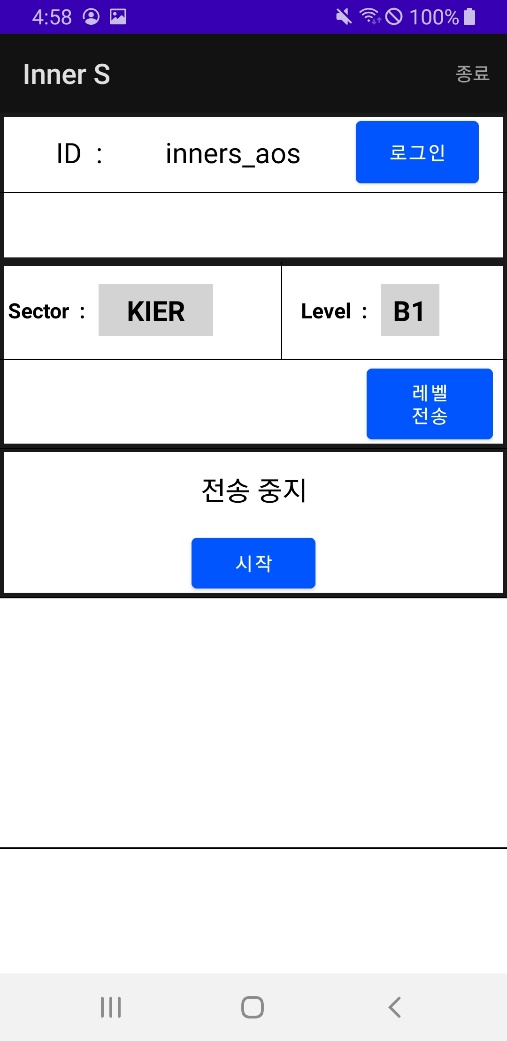 4:58 100%
Inner S 종료
ID : inners_aos 로그인
Sector : KIER Level : B1
레벨
전송
전송 중지
시작